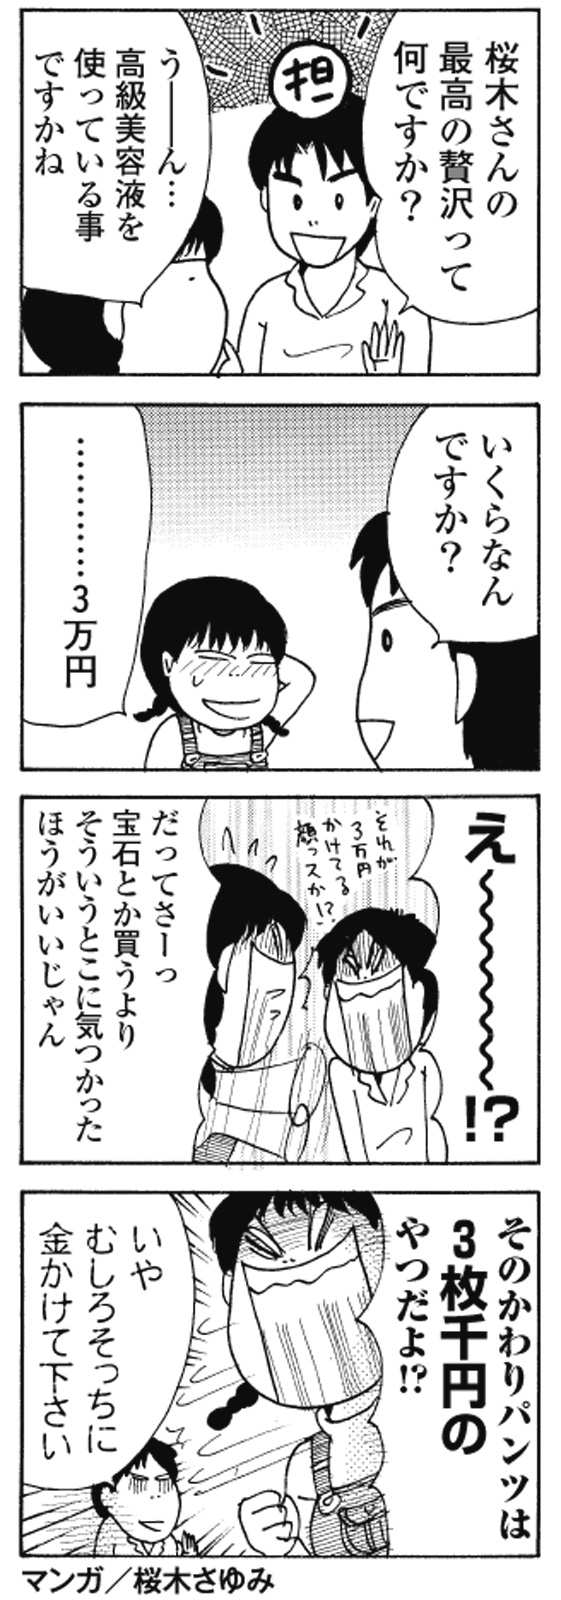 担
桜木さんの
最高の贅沢って
何ですか？
うーん…
高級美容液を
使っている事
ですかね
いくらなん
ですか？
…………3万円
え〜〜〜〜!?
それが
3万円
かけてる
顔っスか!?
だってさーっ
宝石とか買うより
そういうとこに気つかった
ほうがいいじゃん
そのかわりパンツは
3枚千円の
やつだよ!?
いや
むしろそっちに
金かけて下さい
マンガ／桜木さゆみ